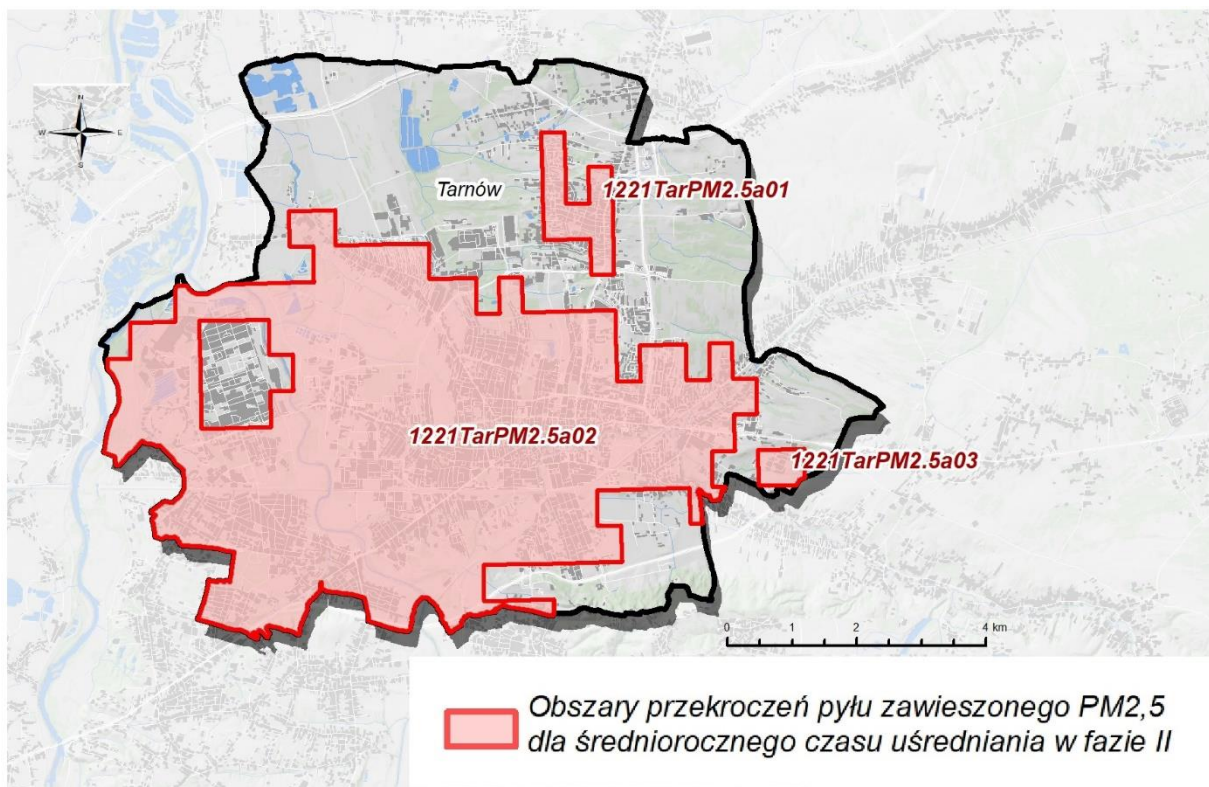 N
W E
S
Tarnów
1221TarPM2.5a01
1221TarPM2.5a02
1221TarPM2.5a03
0 1 2 4 km
Obszary przekroczeń pyłu zawieszonego PM2,5
dla średniorocznego czasu uśredniania w fazie II